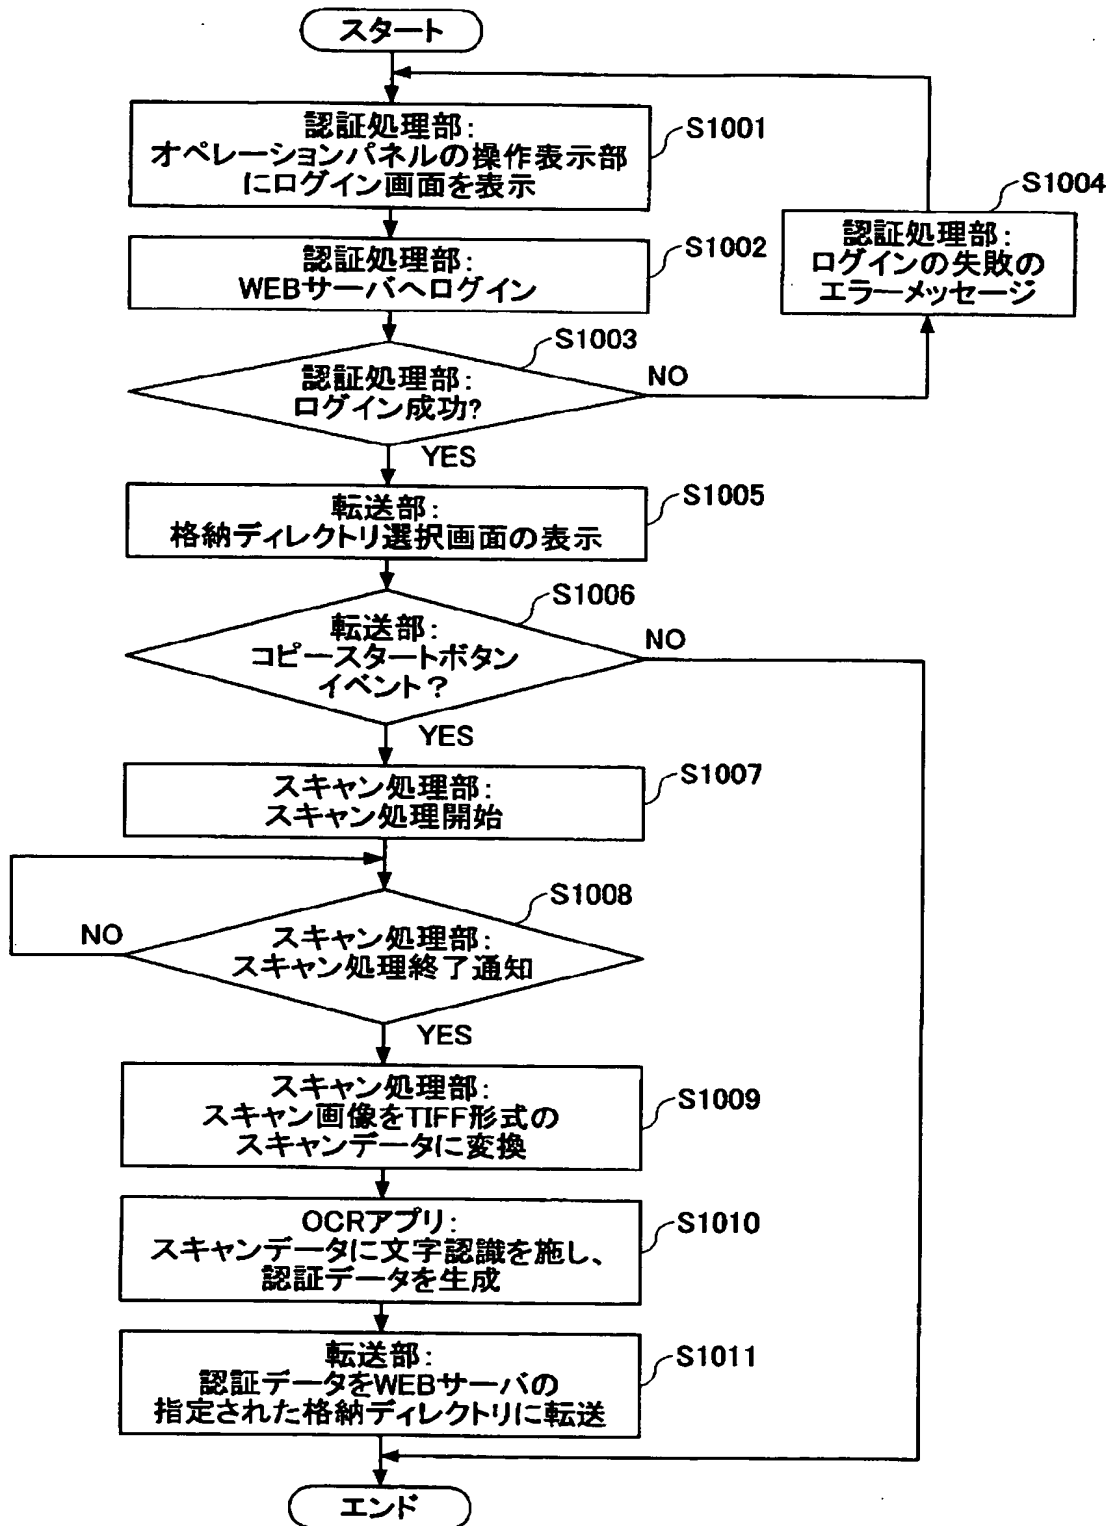 スタート
認証処理部:
オペレーションパネルの操作表示部
にログイン画面を表示
S1001
S1004
認証処理部:
ログインの失敗の
エラーメッセージ
認証処理部:
WEBサーバへログイン
S1002
S1003
認証処理部:
ログイン成功?
NO
YES
転送部:
格納ディレクトリ選択画面の表示
S1005
S1006
転送部:
コピースタートボタン
イベント?
NO
YES
スキャン処理部:
スキャン処理開始
S1007
S1008
NO
スキャン処理部:
スキャン処理終了通知
YES
スキャン処理部:
スキャン画像をTIFF形式の
スキャンデータに変換
S1009
OCRアプリ:
スキャンデータに文字認識を施し、
認証データを生成
S1010
転送部:
認証データをWEBサーバの
指定された格納ディレクトリに転送
S1011
エンド